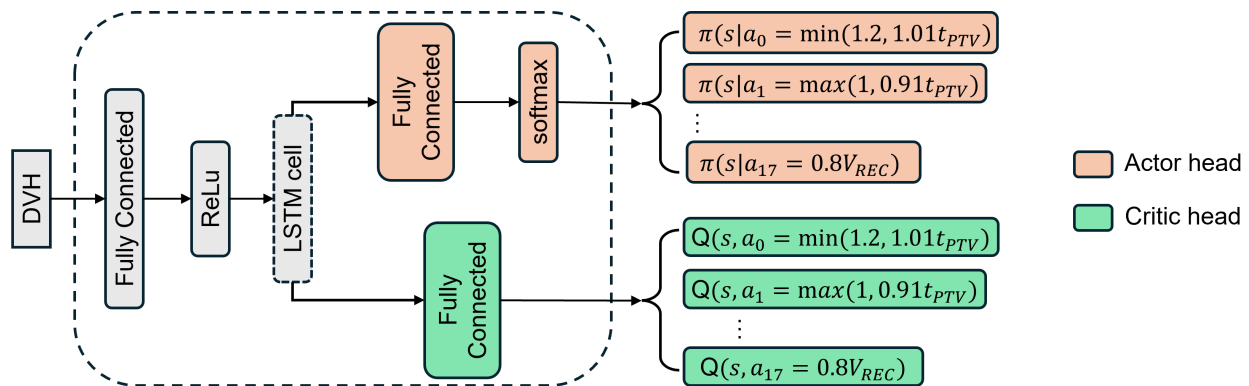 DVH
Fully Connected
ReLu
LSTM cell
Fully
Connected
softmax
π(s|a₀ = min(1.2, 1.01t_PTV)
π(s|a₁ = max(1, 0.91t_PTV)
⋮
π(s|a₁₇ = 0.8V_REC)
Fully
Connected
Q(s, a₀ = min(1.2, 1.01t_PTV)
Q(s, a₁ = max(1, 0.91t_PTV)
⋮
Q(s, a₁₇ = 0.8V_REC)
Actor head
Critic head